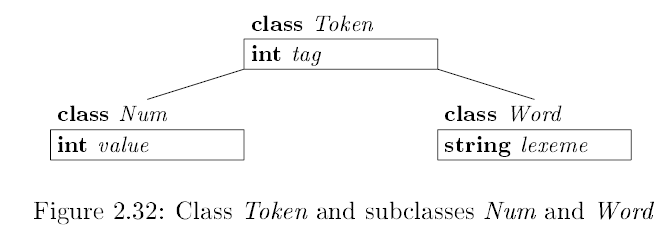 class Token
int tag
class Num
class Word
int value
string lexeme
Figure 2.32: Class Token and subclasses Num and Word